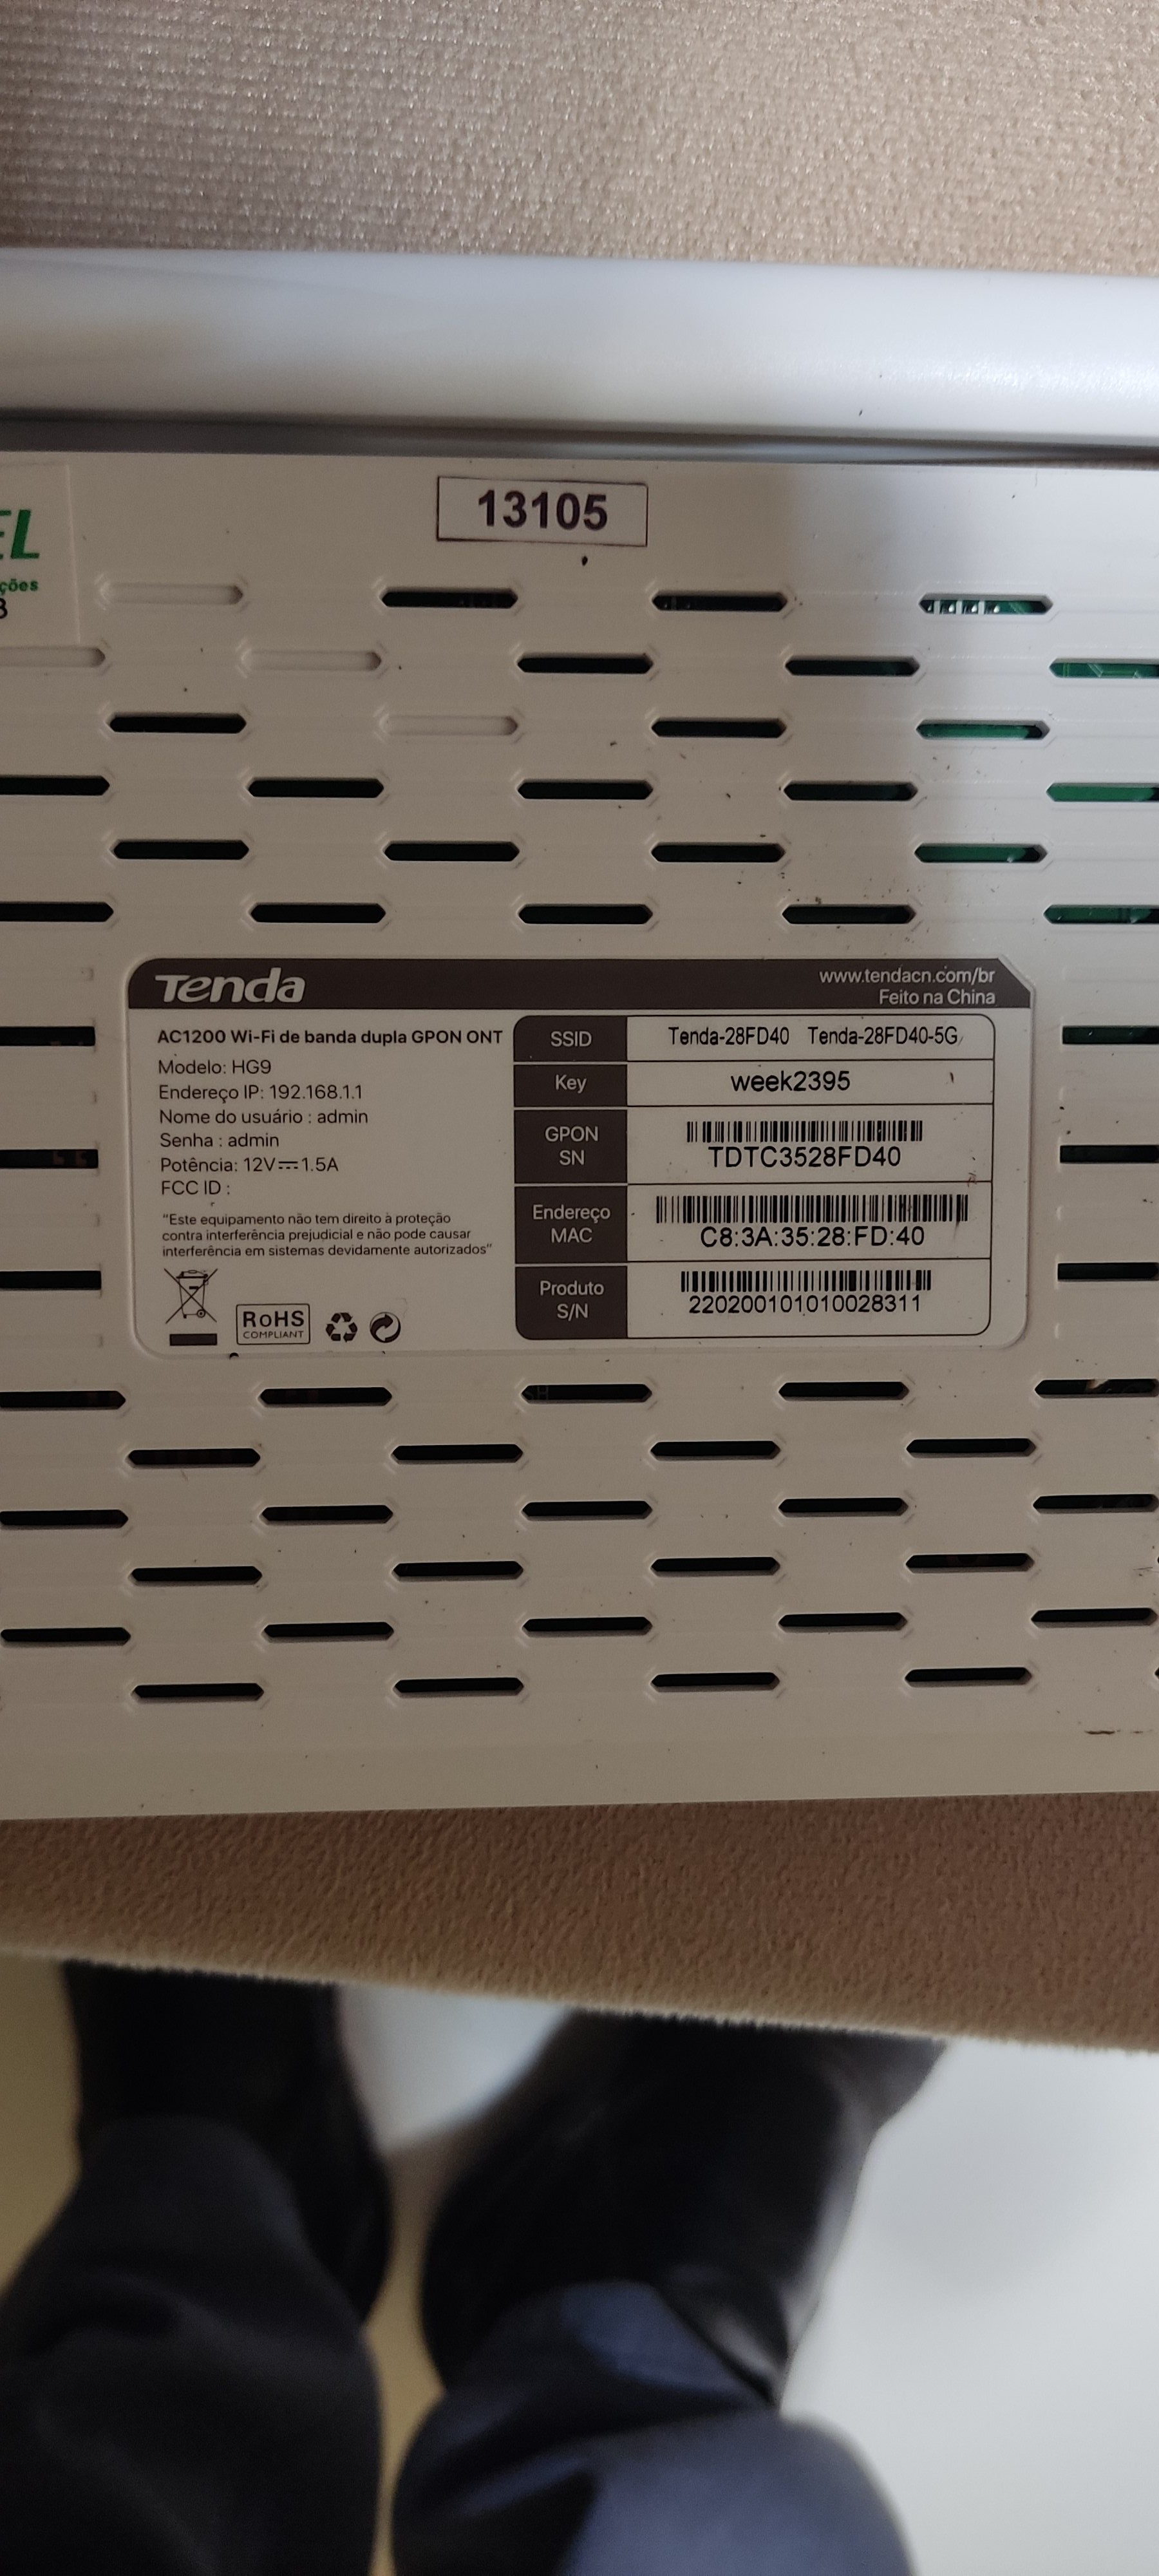 13105
EL
ções
Tenda
www.tendacn.com/br
Feito na China
AC1200 Wi-Fi de banda dupla GPON ONT
Modelo: HG9
Endereço IP: 192.168.1.1
Nome do usuário : admin
Senha : admin
Potência: 12V⎓1.5A
FCC ID :
"Este equipamento não tem direito à proteção
contra interferência prejudicial e não pode causar
interferência em sistemas devidamente autorizados"
RoHS
COMPLIANT
SSID Tenda-28FD40 Tenda-28FD40-5G
Key week2395
GPON
SN
TDTC3528FD40
Endereço
MAC
C8:3A:35:28:FD:40
Produto
S/N
220200101010028311